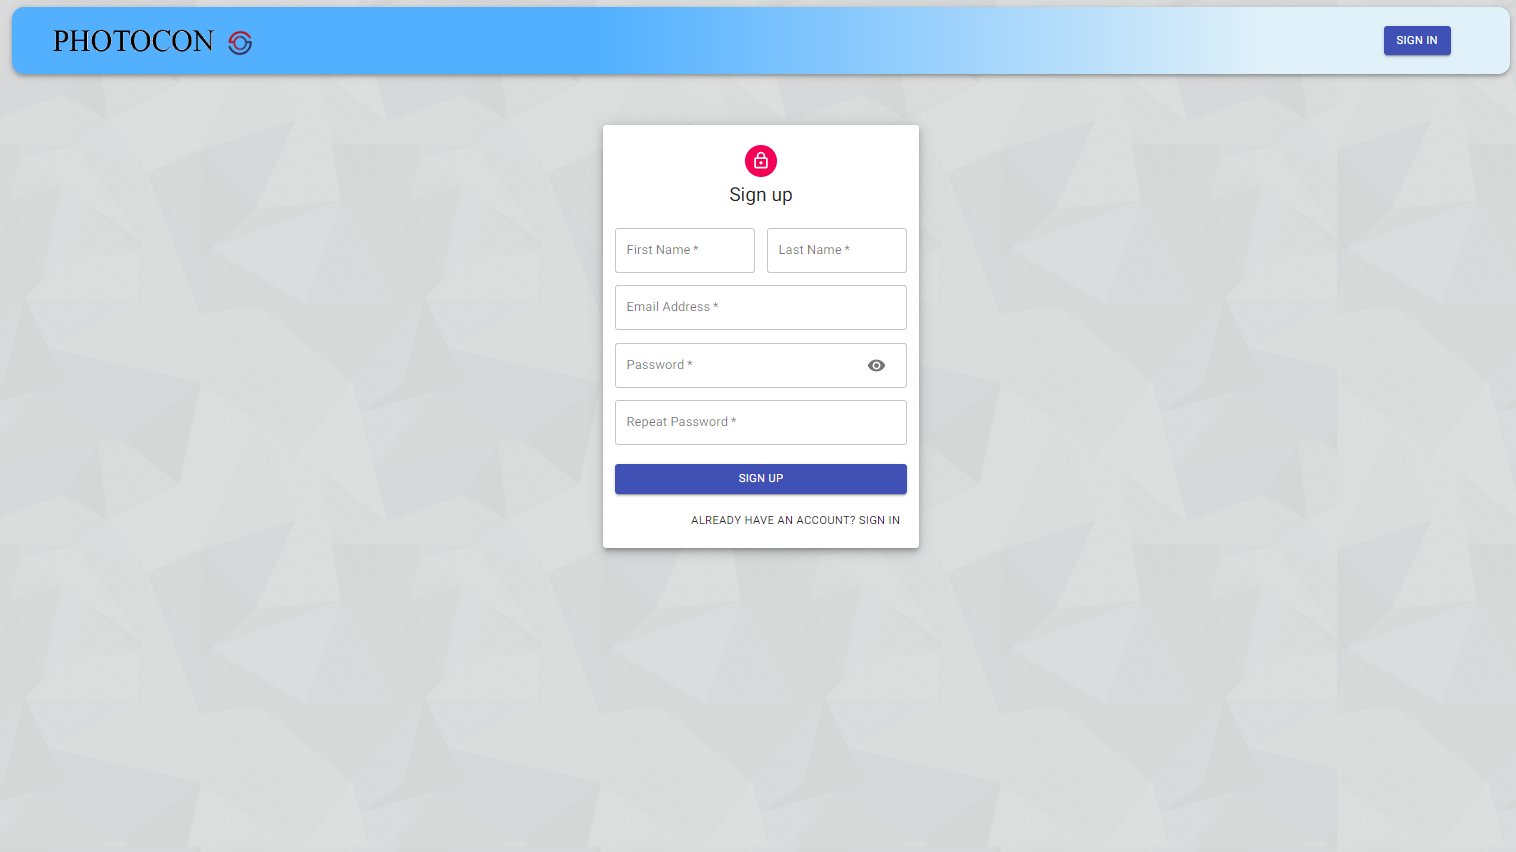 PHOTOCON
SIGN IN
Sign up
First Name *
Last Name *
Email Address *
Password *
Repeat Password *
SIGN UP
ALREADY HAVE AN ACCOUNT? SIGN IN